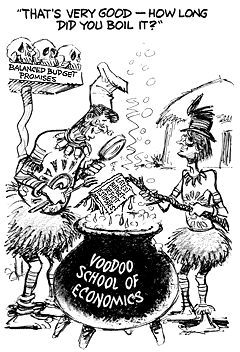 "THAT'S VERY GOOD — HOW LONG
DID YOU BOIL IT?"
BALANCED BUDGET
PROMISES
VOODOO
SCHOOL OF
ECONOMICS